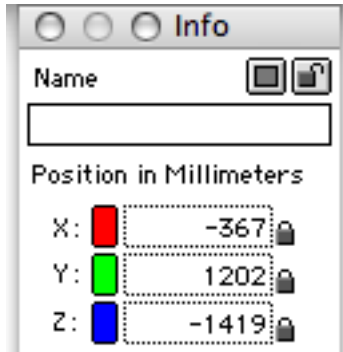 Info
Name
Position in Millimeters
X: -367
Y: 1202
Z: -1419